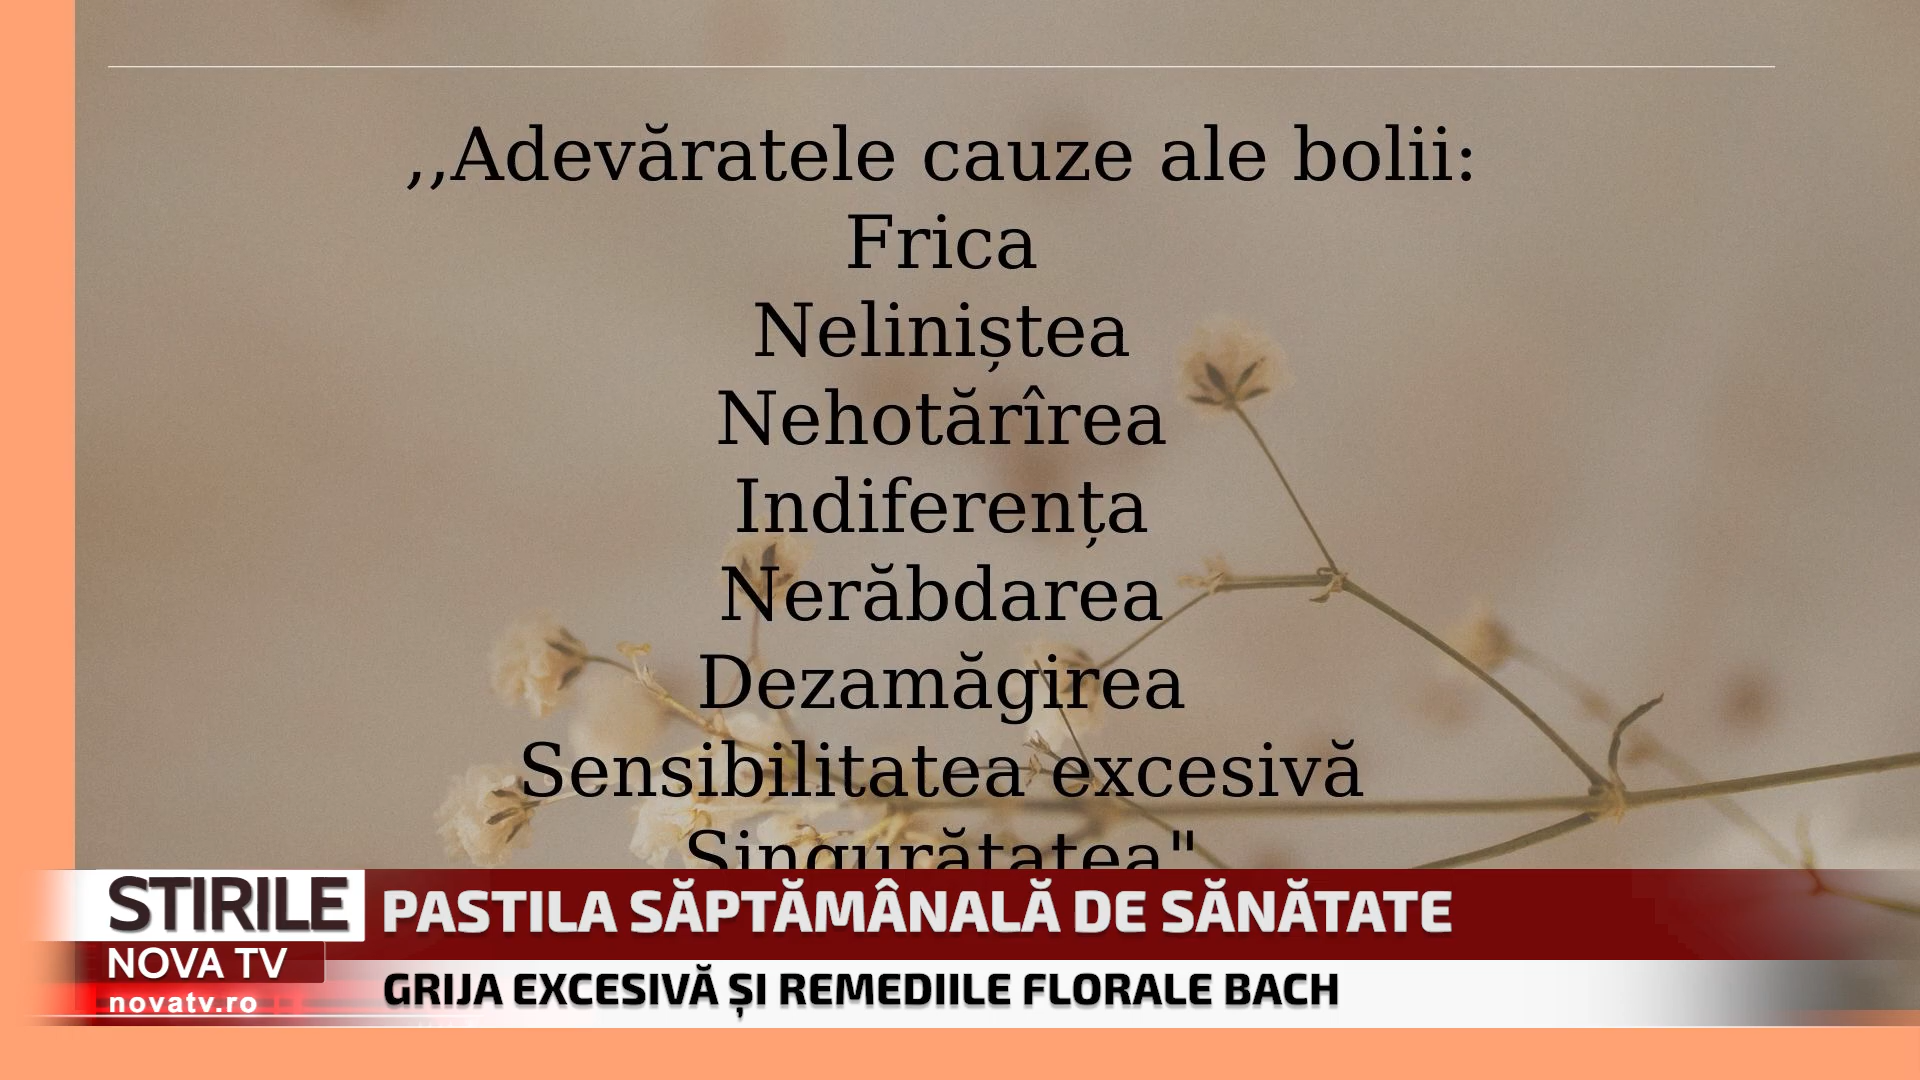 ,,Adevăratele cauze ale bolii:
Frica
Neliniștea
Nehotărîrea
Indiferența
Nerăbdarea
Dezamăgirea
Sensibilitatea excesivă
Singurătatea"
STIRILE
NOVA TV
novatv.ro
PASTILA SĂPTĂMÂNALĂ DE SĂNĂTATE
GRIJA EXCESIVĂ ȘI REMEDIILE FLORALE BACH